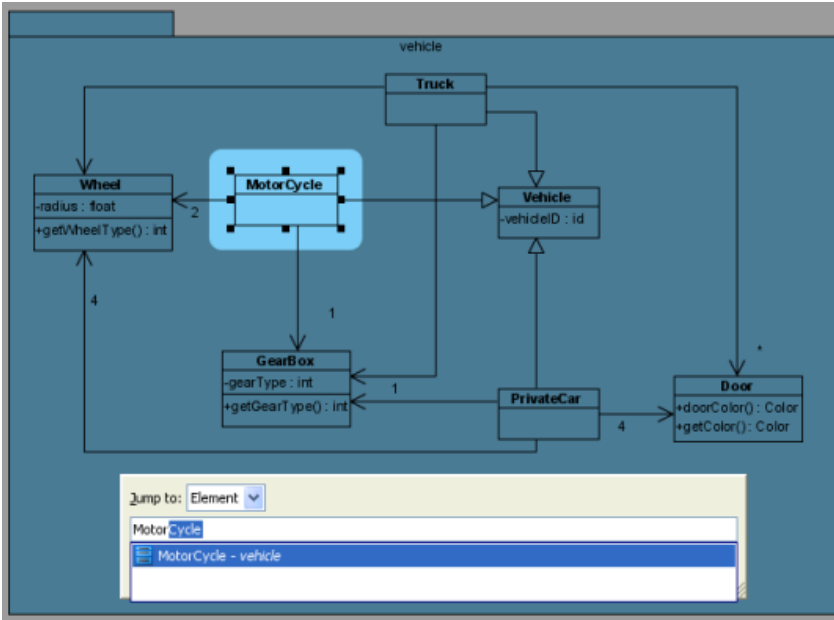 vehicle
Truck
Wheel
-radius : float
+getWheelType() : int
2
MotorCycle
Vehicle
-vehicleID : id
4
1
GearBox
-gearType : int
+getGearType() : int
1
PrivateCar
4
*
Door
+doorColor() : Color
+getColor() : Color
Jump to: Element
MotorCycle
MotorCycle - vehicle